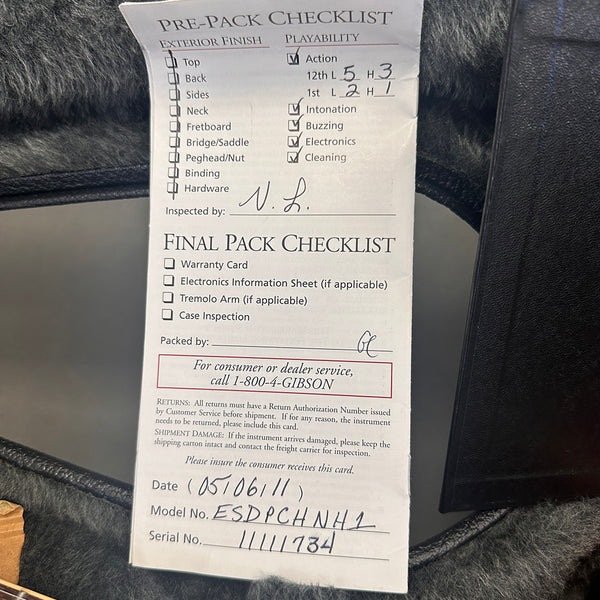 PRE-PACK CHECKLIST
EXTERIOR FINISH PLAYABILITY
Top
Back
Sides
Neck
Fretboard
Bridge/Saddle
Peghead/Nut
Binding
Hardware
Action
12th L 5 H 3
1st L 2 H 1
Intonation
Buzzing
Electronics
Cleaning
Inspected by: N. L.
FINAL PACK CHECKLIST
Warranty Card
Electronics Information Sheet (if applicable)
Tremolo Arm (if applicable)
Case Inspection
Packed by:
For consumer or dealer service,
call 1-800-4-GIBSON
RETURNS: All returns must have a Return Authorization Number issued
by Customer Service before shipment. If for any reason, the instrument
needs to be returned, please include this card.
SHIPMENT DAMAGE: If the instrument arrives damaged, please keep the
shipping carton intact and contact the freight carrier for inspection.
Please insure the consumer receives this card.
Date (05/06/11)
Model No. ESDPCHNH1
Serial No. 11111734